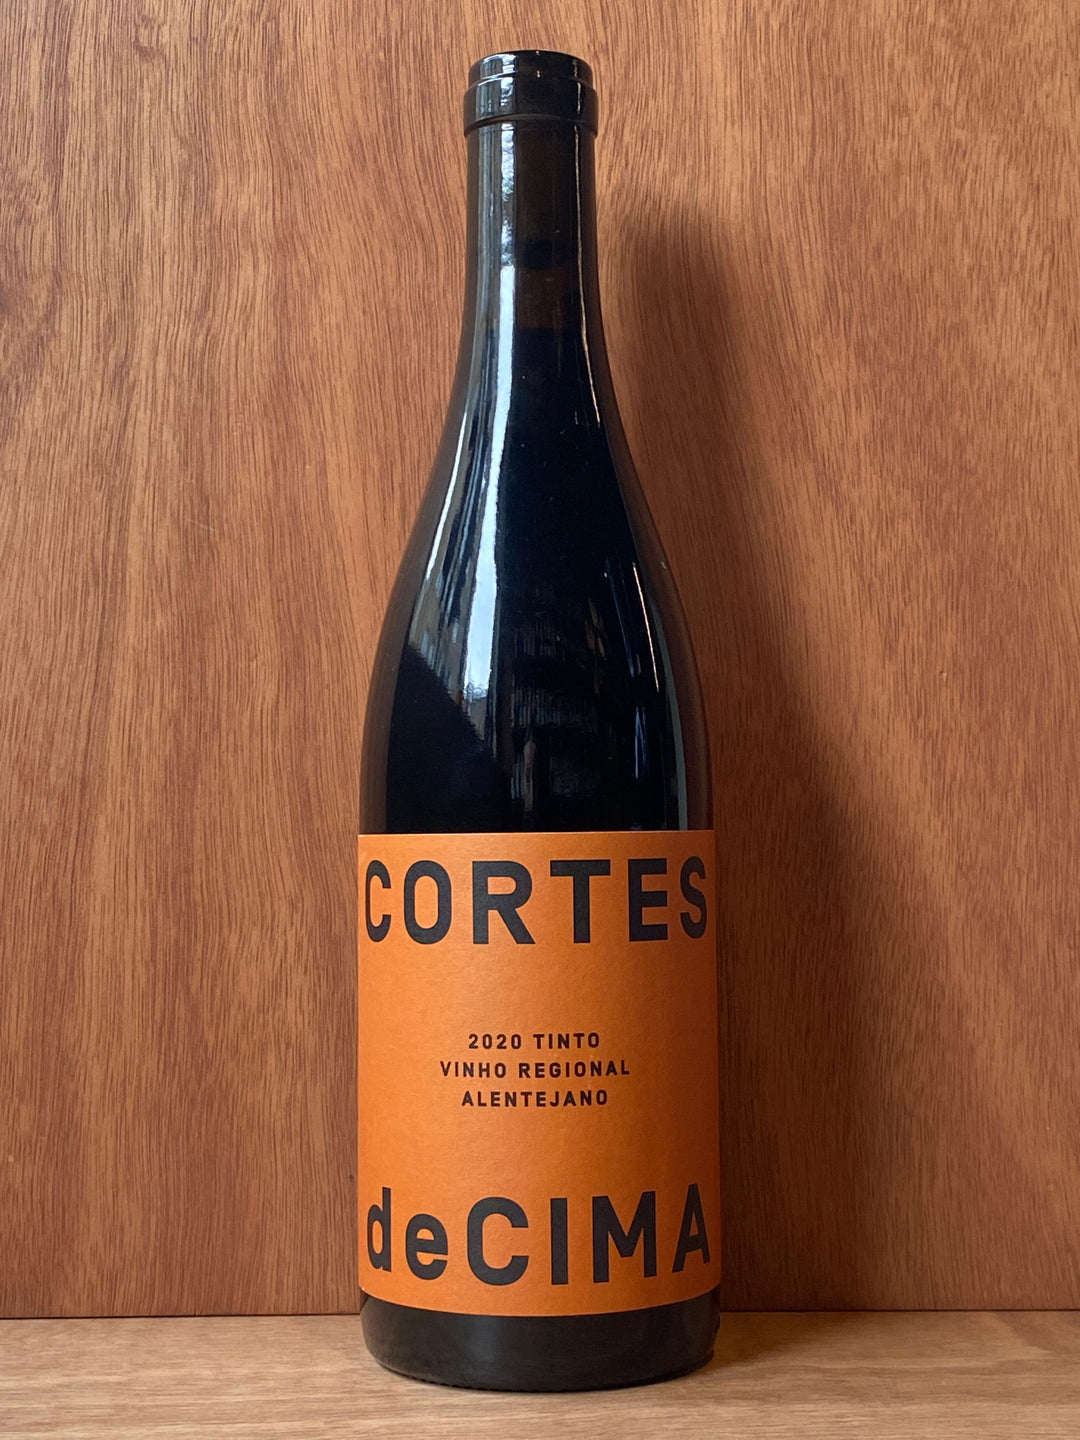 CORTES
2020 TINTO
VINHO REGIONAL
ALENTEJANO
deCIMA